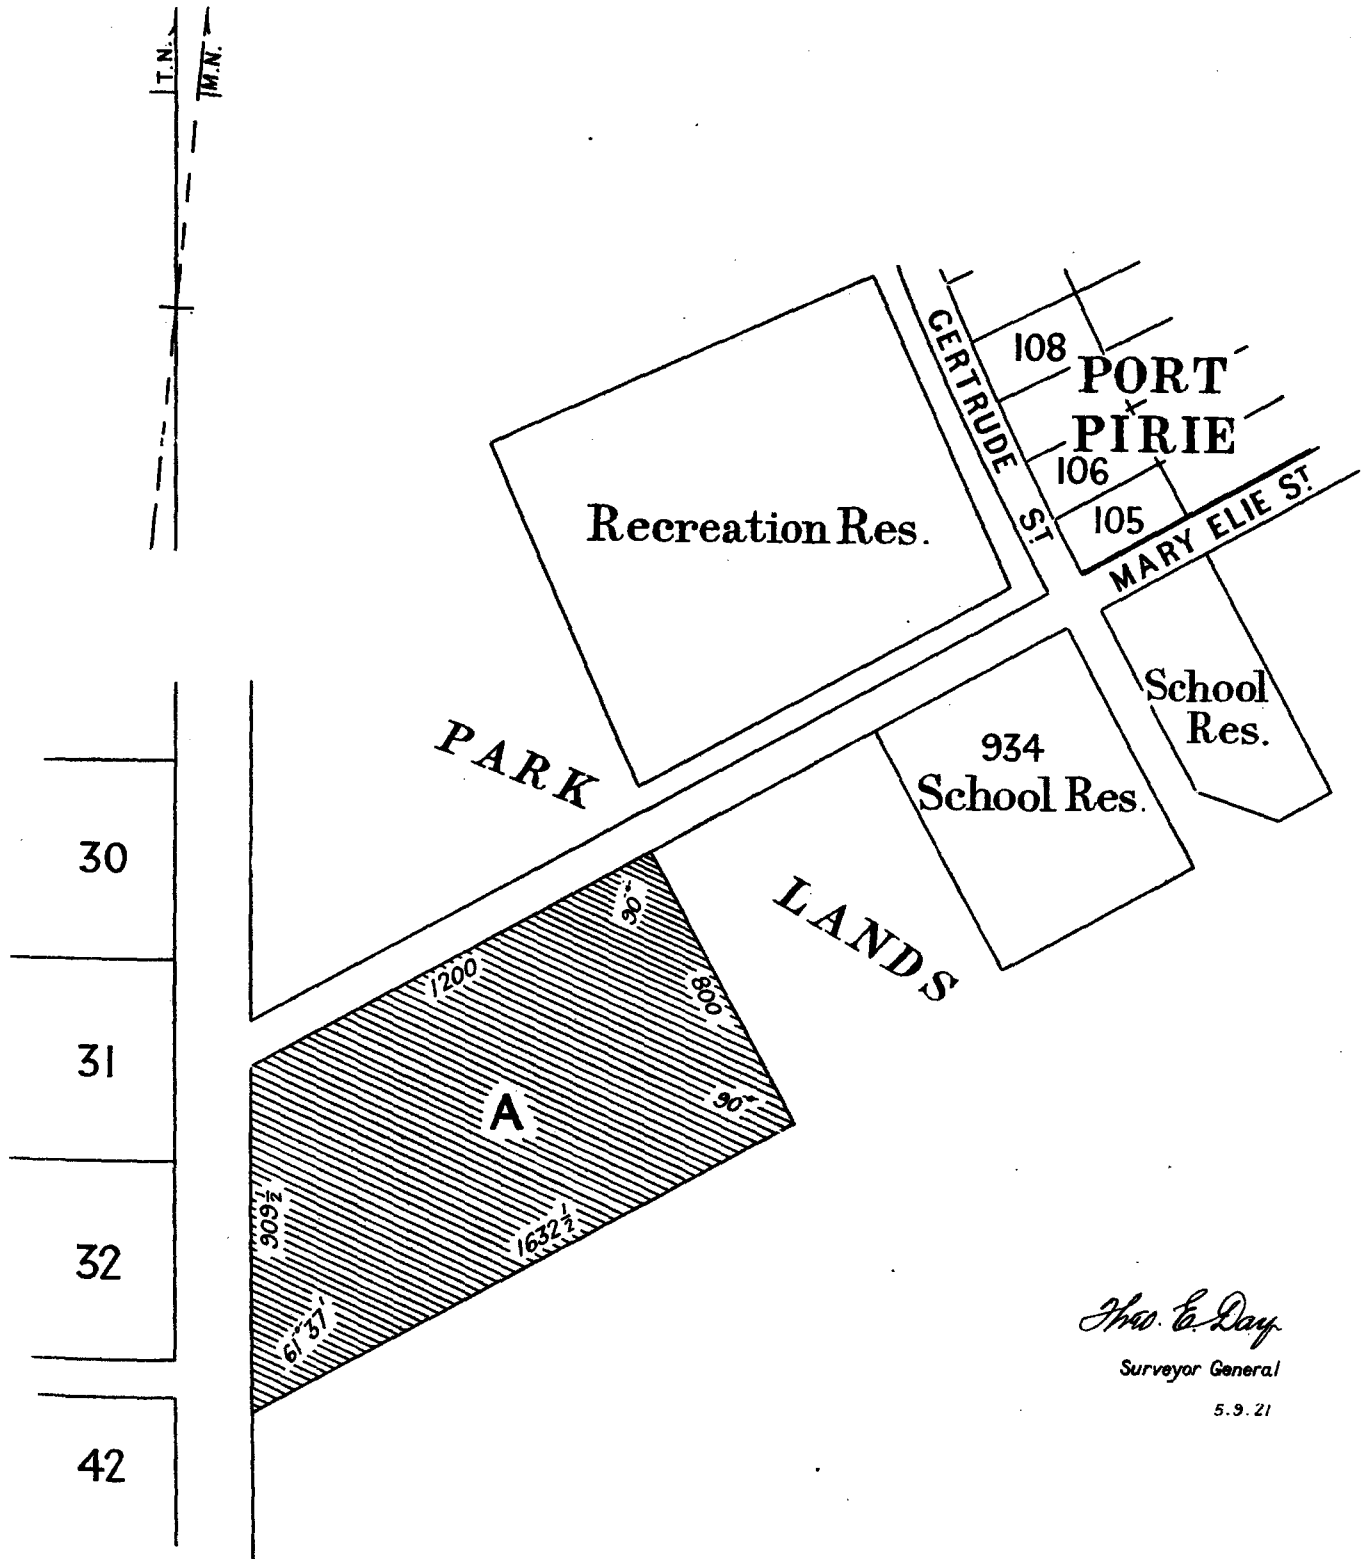 T.N.
M.N.
GERTRUDE ST.
108
PORT
PIRIE
106
105
MARY ELIE ST.
Recreation Res.
School
Res.
934
School Res.
PARK
LANDS
30
31
32
42
1200
90°
800
90°
A
909½
1632½
61°37'
Theo. E. Day
Surveyor General
5.9.21